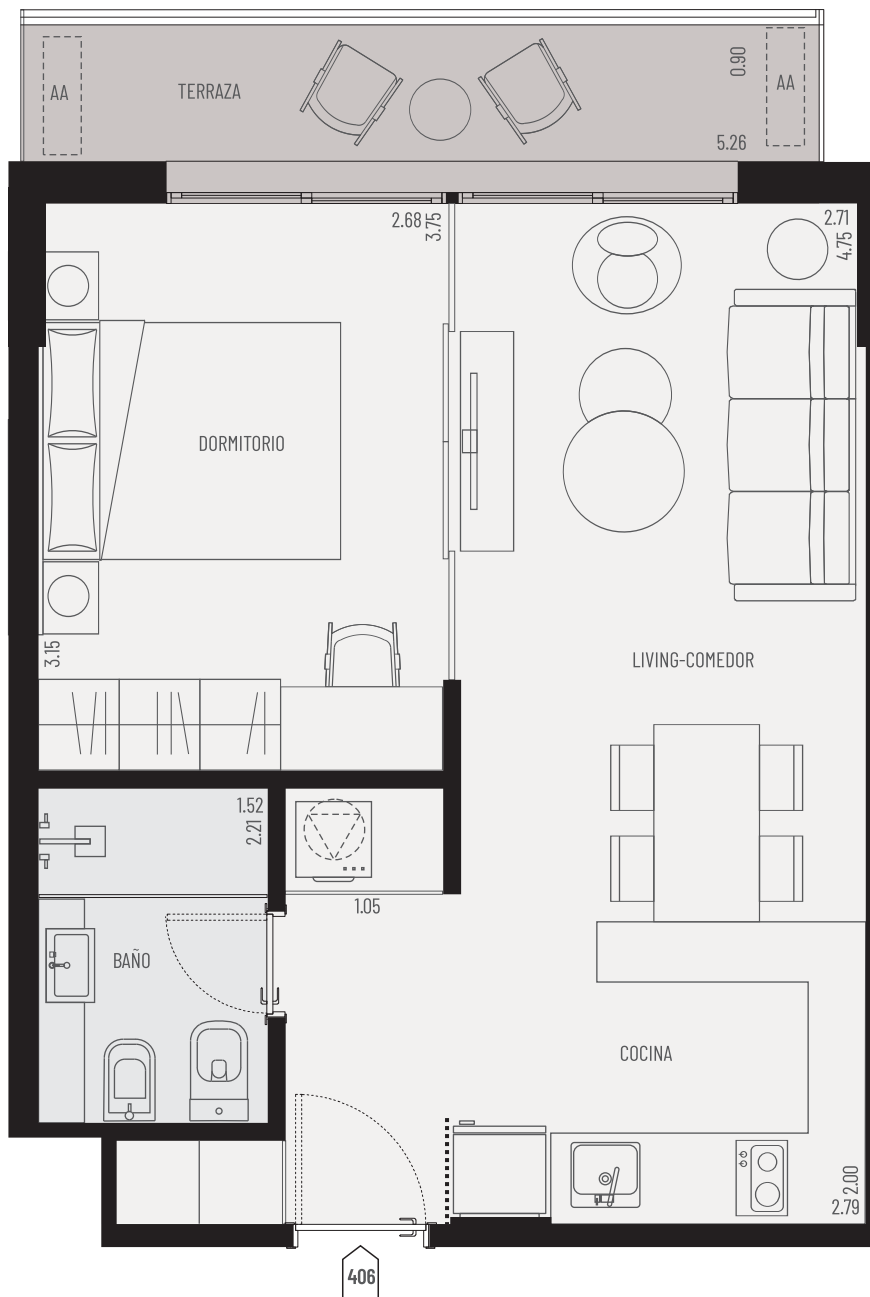 AA
TERRAZA
0.90
AA
5.26
2.68
3.75
2.71
4.75
DORMITORIO
3.15
LIVING-COMEDOR
1.52
2.21
1.05
BAÑO
COCINA
2.00
2.79
406